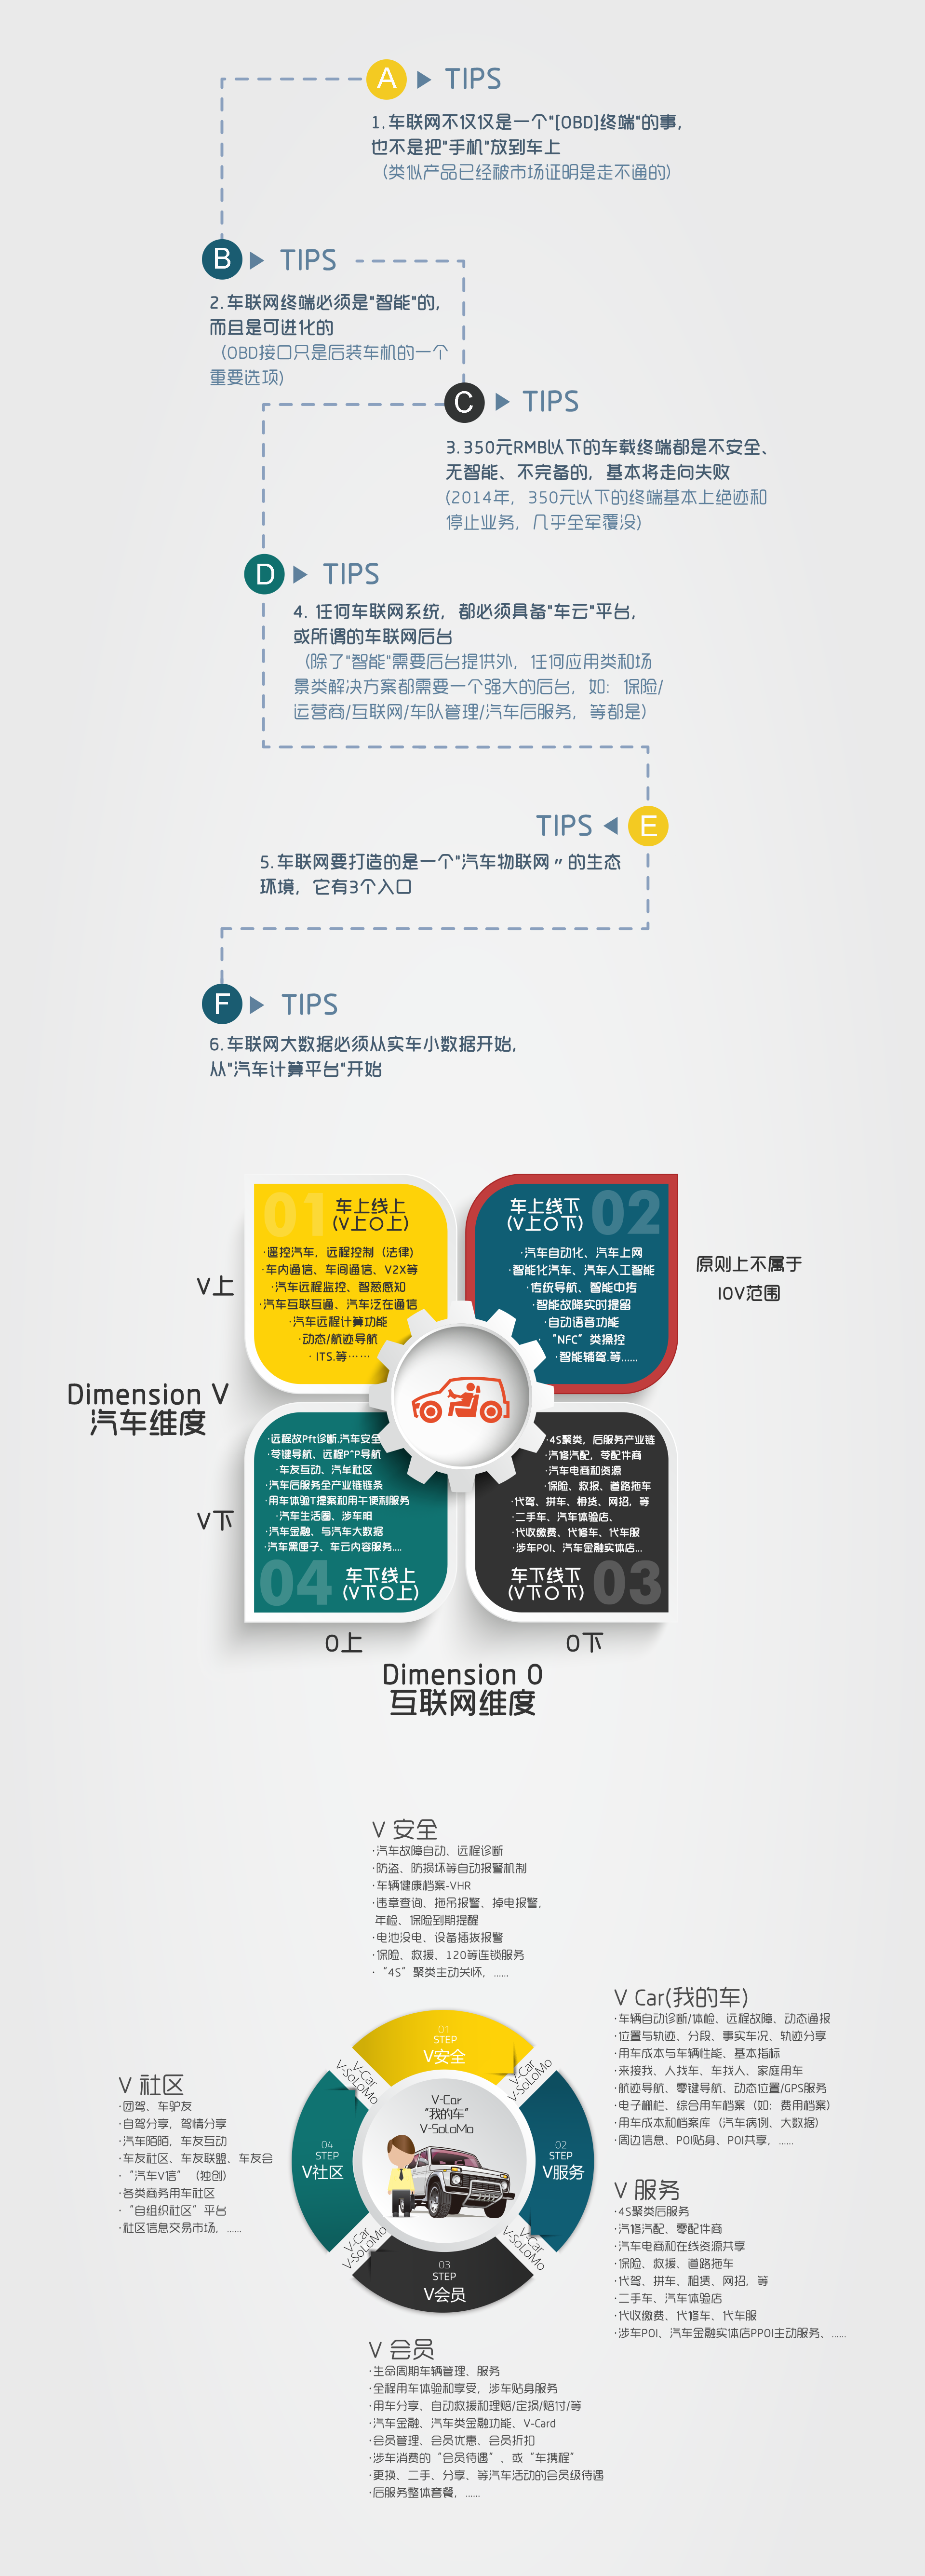 A TIPS
1.车联网不仅仅是一个"[OBD]终端"的事,
也不是把"手机"放到车上
(类似产品已经被市场证明是走不通的)
B TIPS
2.车联网终端必须是"智能"的,
而且是可进化的
(OBD接口只是后装车机的一个
重要选项)
C TIPS
3.350元RMB以下的车载终端都是不安全、
无智能、不完备的, 基本将走向失败
(2014年, 350元以下的终端基本上绝迹和
停止业务, 几乎全军覆没)
D TIPS
4. 任何车联网系统, 都必须具备"车云"平台,
或所谓的车联网后台
(除了"智能"需要后台提供外, 任何应用类和场
景类解决方案都需要一个强大的后台, 如: 保险/
运营商/互联网/车队管理/汽车后服务, 等都是)
TIPS E
5.车联网要打造的是一个"汽车物联网〃的生态
环境, 它有3个入口
F TIPS
6.车联网大数据必须从实车小数据开始,
从"汽车计算平台"开始
01 车上线上
(V上O上)
·遥控汽车, 远程控制 (法律)
·车内通信、车间通信、V2X等
·汽车远程监控、智慧感知
·汽车互联互通、汽车泛在通信
·汽车远程计算功能
·动态/航迹导航
· ITS.等……
车上线下 02
(V上O下)
·汽车自动化、汽车上网
·智能化汽车、汽车人工智能
·传统导航、智能中控
·智能故障实时提留
·自动语音功能
· “NFC” 类操控
·智能辅驾.等......
原则上不属于
IOV范围
V上
Dimension V
汽车维度
V下
·远程故Pft诊断.汽车安全
·苓键导航、远程P^P导航
·车友互动、汽车社区
·汽车后服务全产业链链条
·用车体验T提案和用午便利服务
·汽车生活圈、涉车阳
·汽车金融、与汽车大数据
·汽车黑匣子、车云内容服务....
04 车下线上
(V下O上)
·4S聚类, 后服务产业链
·汽修汽配, 苓配件商
·汽车电商和资源
·保险、救报、道路拖车
·代驾、拼车、相赁、网招, 等
·二手车、汽车体验店、
·代收缴费、代修车、代车服
·涉车POI、汽车金融实体店...
车下线下 03
(V下O下)
O上
O下
Dimension O
互联网维度
V 安全
·汽车故障自动、远程诊断
·防盗、防损坏等自动报警机制
·车辆健康档案-VHR
·违章查询、拖吊报警、掉电报警,
年检、保险到期提醒
·电池没电、设备插拔报警
·保险、救援、120等连锁服务
· “4S” 聚类主动关怀, ......
V Car(我的车)
·车辆自动诊断/体检、远程故障、动态通报
·位置与轨迹、分段、事实车况、轨迹分享
·用车成本与车辆性能、基本指标
·来接我、人找车、车找人、家庭用车
·航迹导航、零键导航、动态位置/GPS服务
·电子栅栏、综合用车档案 (如: 费用档案)
·用车成本和档案库 (汽车病例、大数据)
·周边信息、POI贴身、POI共享, ......
V 社区
·团驾、车驴友
·自驾分享, 驾情分享
·汽车陌陌, 车友互动
·车友社区、车友联盟、车友会
· “汽车V信” (独创)
·各类商务用车社区
· “自组织社区” 平台
·社区信息交易市场, ......
01
STEP
V安全
V-Car
V-SoLoMo
V-Car
V-SoLoMo
V-Car
“我的车”
V-SoLoMo
04
STEP
V社区
02
STEP
V服务
V-Car
V-SoLoMo
V-Car
V-SoLoMo
03
STEP
V会员
V 服务
·4S聚类后服务
·汽修汽配、零配件商
·汽车电商和在线资源共享
·保险、救援、道路拖车
·代驾、拼车、租赁、网招, 等
·二手车、汽车体验店
·代收缴费、代修车、代车服
·涉车POI、汽车金融实体店PPOI主动服务、......
V 会员
·生命周期车辆管理、服务
·全程用车体验和享受, 涉车贴身服务
·用车分享、自动救援和理赔/定损/赔付/等
·汽车金融、汽车类金融功能、V-Card
·会员管理、会员优惠、会员折扣
·涉车消费的 “会员待遇” 、或 “车携程”
·更换、二手、分享、等汽车活动的会员级待遇
·后服务整体套餐, ......